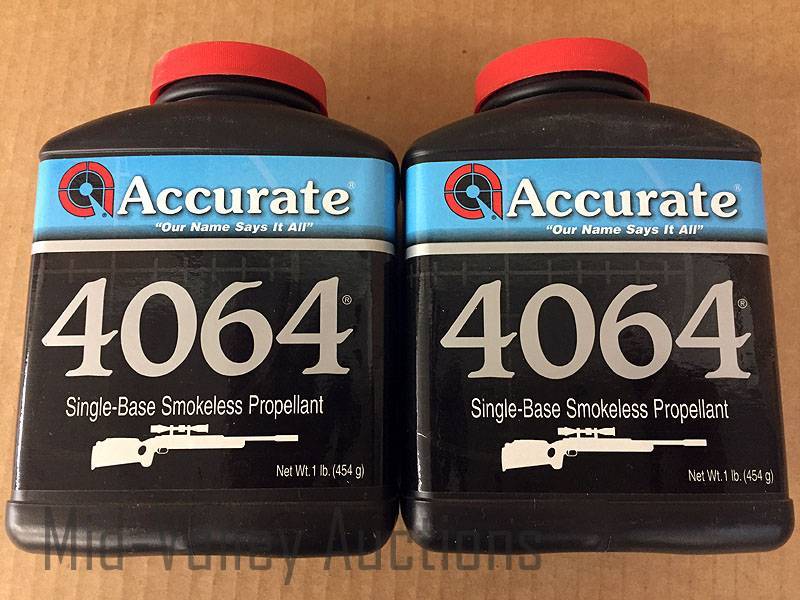 Accurate®
"Our Name Says It All"
4064®
Single-Base Smokeless Propellant
Net Wt. 1 lb. (454 g)
Accurate®
"Our Name Says It All"
4064®
Single-Base Smokeless Propellant
Net Wt. 1 lb. (454 g)
Mid-Valley Auctions